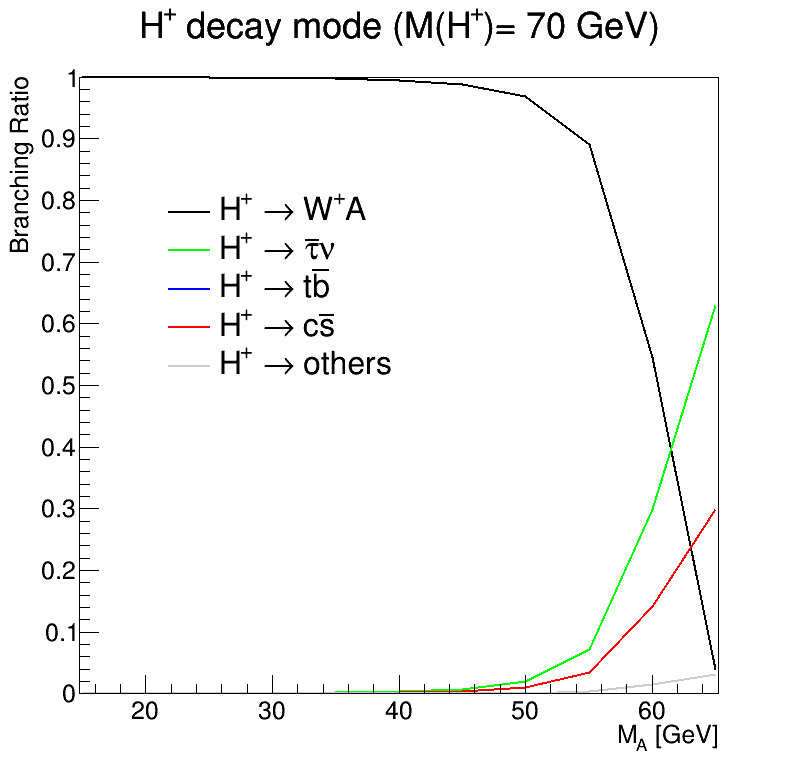 H⁺ decay mode (M(H⁺)= 70 GeV)
Branching Ratio
1
0.9
0.8
0.7
0.6
0.5
0.4
0.3
0.2
0.1
0
H⁺ → W⁺A
H⁺ → τ̅ν
H⁺ → tb̅
H⁺ → cs̅
H⁺ → others
20 30 40 50 60
M_A [GeV]